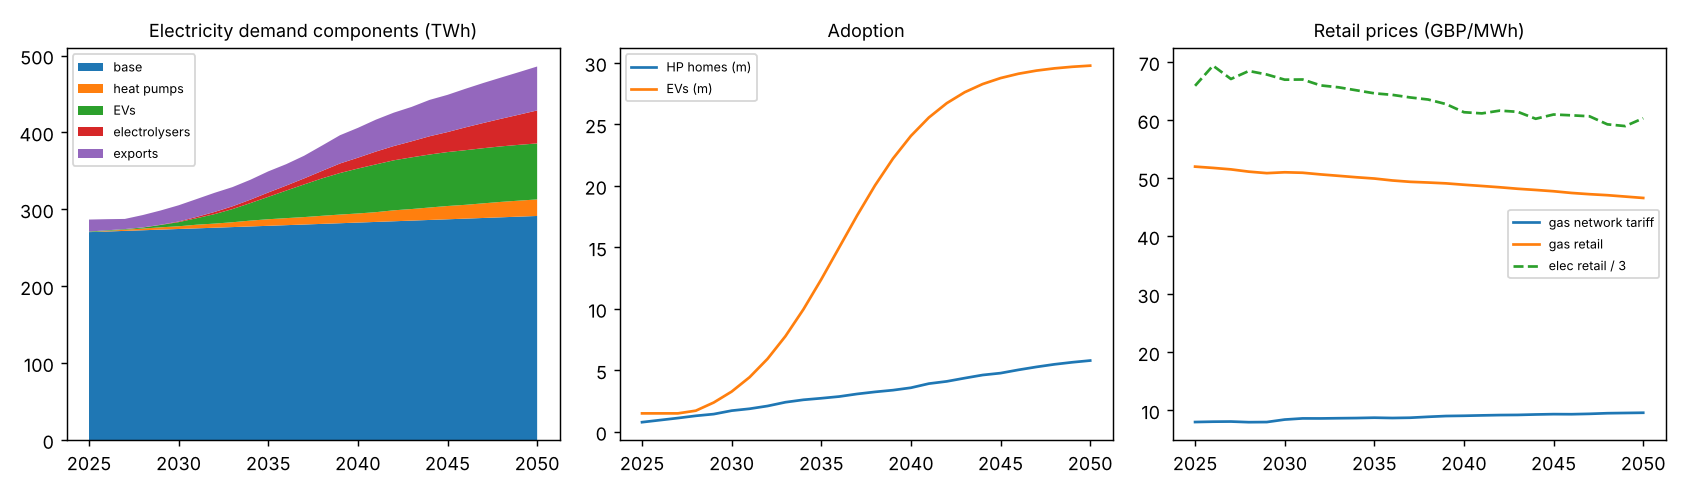 Electricity demand components (TWh)
500
400
300
200
100
0
2025
2030
2035
2040
2045
2050
base
heat pumps
EVs
electrolysers
exports
Adoption
30
25
20
15
10
5
0
2025
2030
2035
2040
2045
2050
HP homes (m)
EVs (m)
Retail prices (GBP/MWh)
70
60
50
40
30
20
10
2025
2030
2035
2040
2045
2050
gas network tariff
gas retail
elec retail / 3